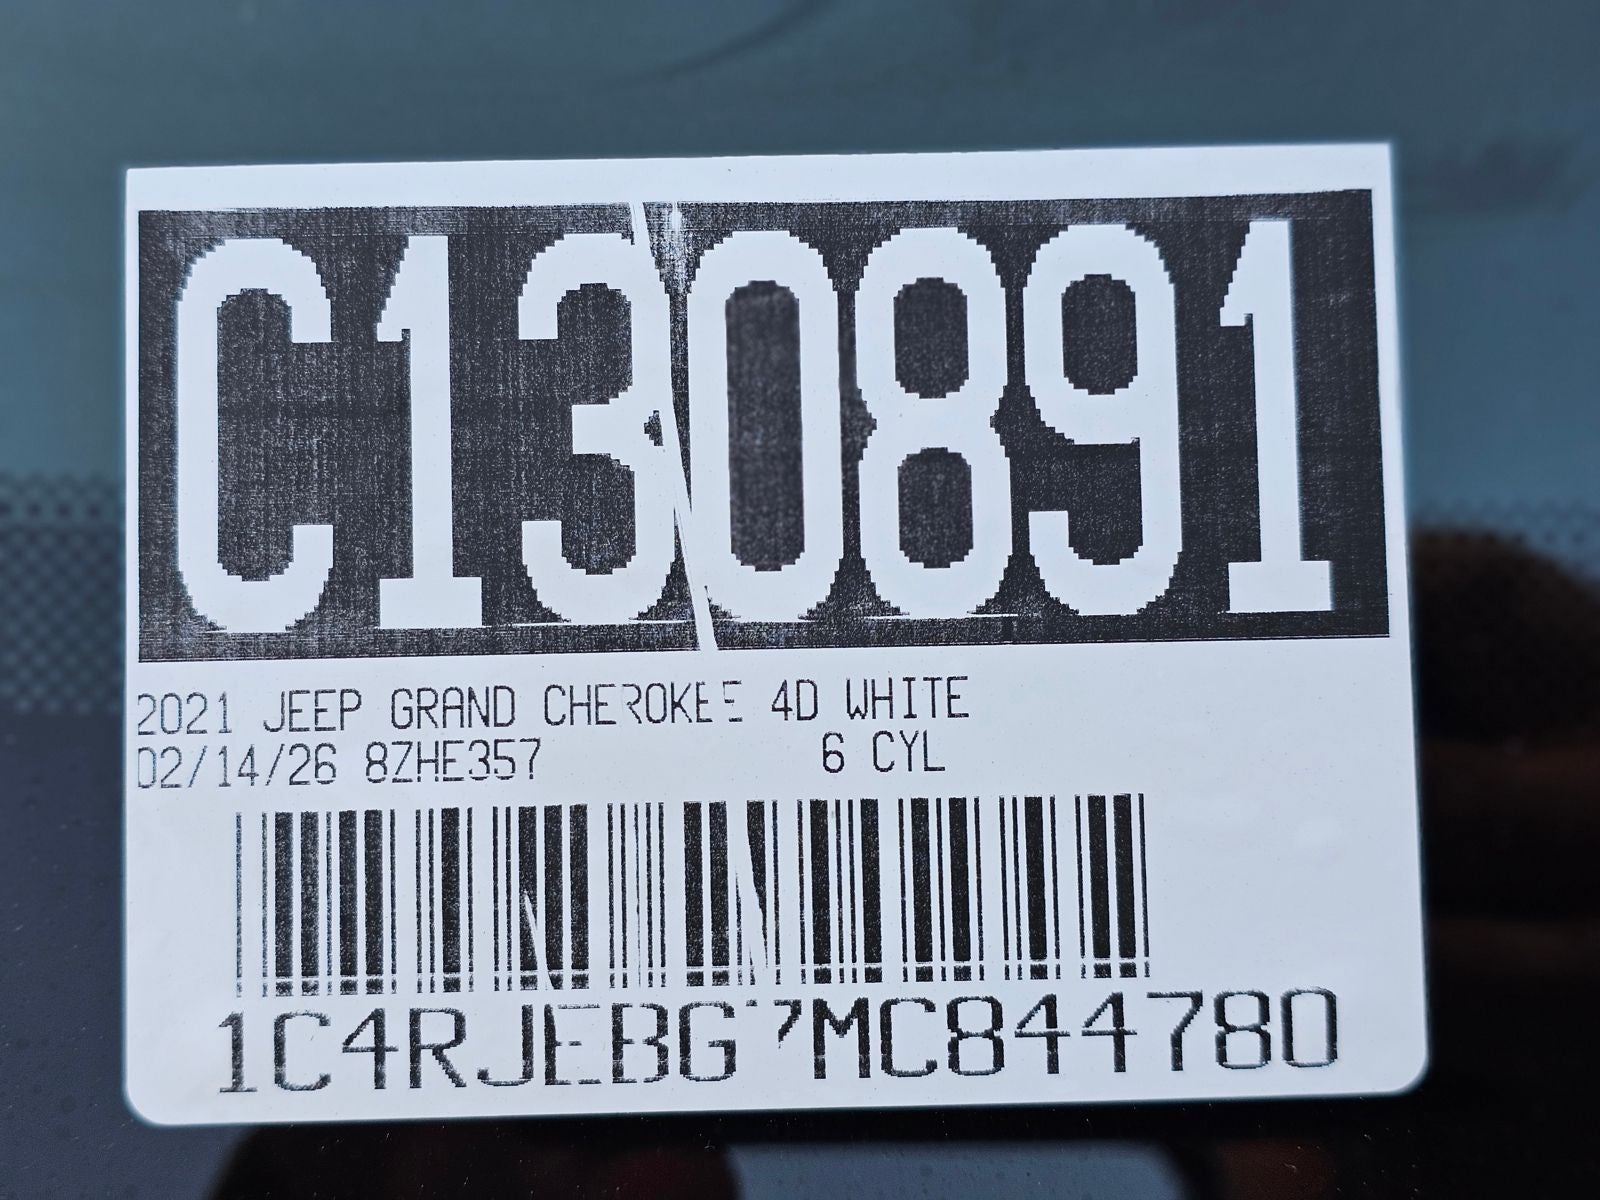 C130891
2021 JEEP GRAND CHEROKEE 4D WHITE
02/14/26 8ZHE357 6 CYL
1C4RJEBG7MC844780